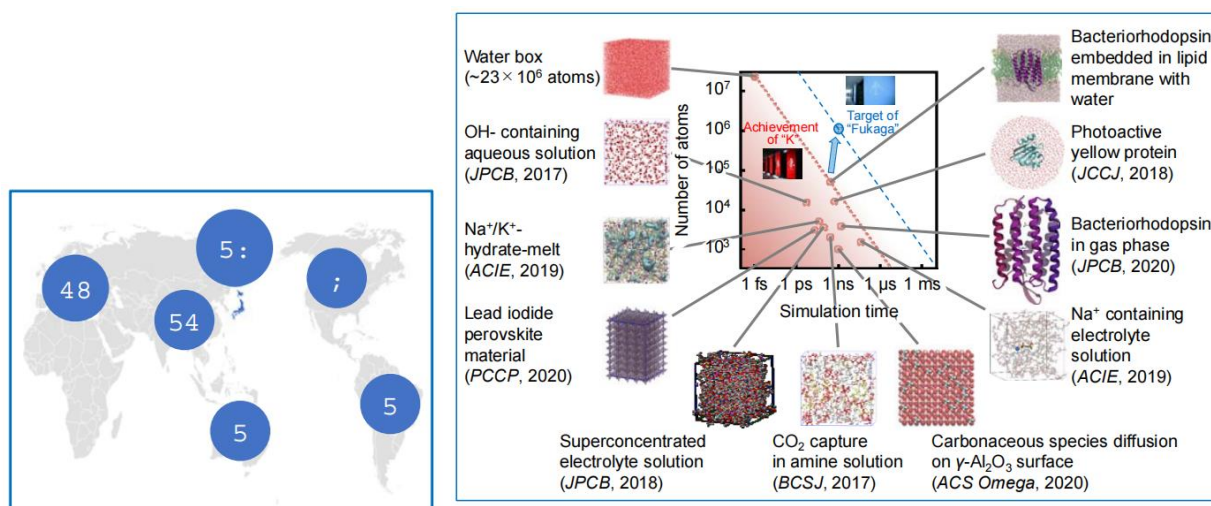 5:
48
;
54
5
5
Water box
(~23×10⁶ atoms)
OH- containing
aqueous solution
(JPCB, 2017)
Na⁺/K⁺-
hydrate-melt
(ACIE, 2019)
Lead iodide
perovskite
material
(PCCP, 2020)
Number of atoms
10⁷
10⁶
10⁵
10⁴
10³
Achievement
of "K"
Target of
"Fukaga"
1 fs 1 ps 1 ns 1 μs 1 ms
Simulation time
Bacteriorhodopsin
embedded in lipid
membrane with
water
Photoactive
yellow protein
(JCCJ, 2018)
Bacteriorhodopsin
in gas phase
(JPCB, 2020)
Na⁺ containing
electrolyte
solution
(ACIE, 2019)
Superconcentrated
electrolyte solution
(JPCB, 2018)
CO₂ capture
in amine solution
(BCSJ, 2017)
Carbonaceous species diffusion
on γ-Al₂O₃ surface
(ACS Omega, 2020)